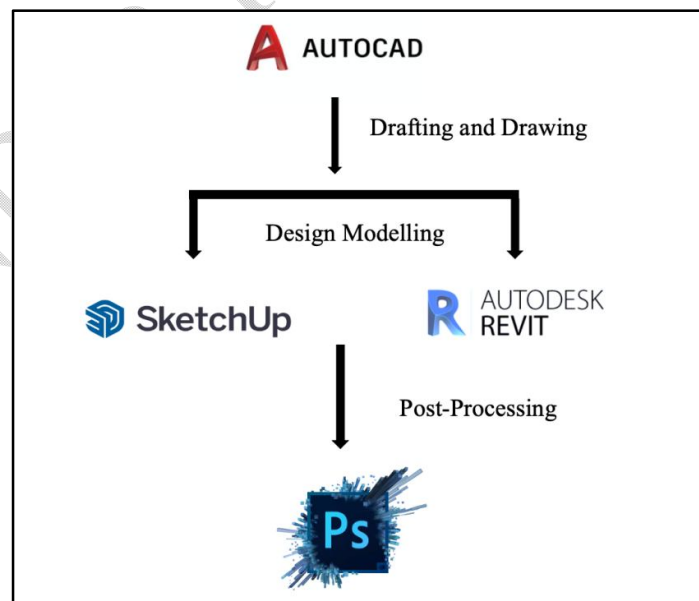 AUTOCAD
Drafting and Drawing
Design Modelling
SketchUp
AUTODESK
REVIT
Post-Processing
Ps